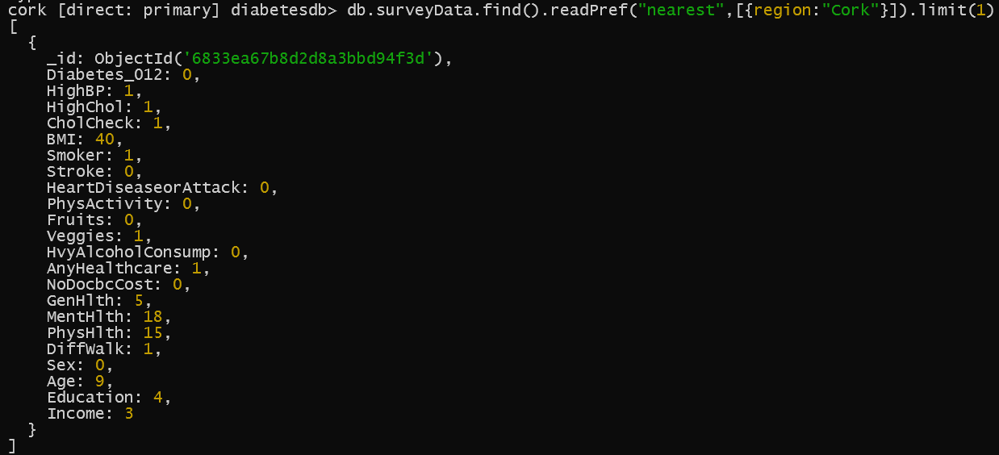 cork [direct: primary] diabetesdb> db.surveyData.find().readPref("nearest",[{region:"Cork"}]).limit(1)
[
  {
    _id: ObjectId('6833ea67b8d2d8a3bbd94f3d'),
    Diabetes_012: 0,
    HighBP: 1,
    HighChol: 1,
    CholCheck: 1,
    BMI: 40,
    Smoker: 1,
    Stroke: 0,
    HeartDiseaseorAttack: 0,
    PhysActivity: 0,
    Fruits: 0,
    Veggies: 1,
    HvyAlcoholConsump: 0,
    AnyHealthcare: 1,
    NoDocbcCost: 0,
    GenHlth: 5,
    MentHlth: 18,
    PhysHlth: 15,
    DiffWalk: 1,
    Sex: 0,
    Age: 9,
    Education: 4,
    Income: 3
  }
]